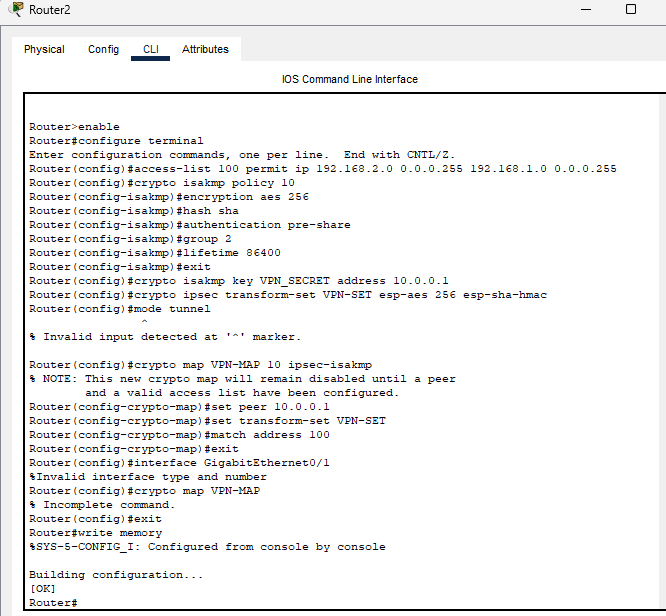 Router2
Physical Config CLI Attributes
IOS Command Line Interface
Router>enable
Router#configure terminal
Enter configuration commands, one per line.  End with CNTL/Z.
Router(config)#access-list 100 permit ip 192.168.2.0 0.0.0.255 192.168.1.0 0.0.0.255
Router(config)#crypto isakmp policy 10
Router(config-isakmp)#encryption aes 256
Router(config-isakmp)#hash sha
Router(config-isakmp)#authentication pre-share
Router(config-isakmp)#group 2
Router(config-isakmp)#lifetime 86400
Router(config-isakmp)#exit
Router(config)#crypto isakmp key VPN_SECRET address 10.0.0.1
Router(config)#crypto ipsec transform-set VPN-SET esp-aes 256 esp-sha-hmac
Router(config)#mode tunnel
                ^
% Invalid input detected at '^' marker.
Router(config)#crypto map VPN-MAP 10 ipsec-isakmp
% NOTE: This new crypto map will remain disabled until a peer
        and a valid access list have been configured.
Router(config-crypto-map)#set peer 10.0.0.1
Router(config-crypto-map)#set transform-set VPN-SET
Router(config-crypto-map)#match address 100
Router(config-crypto-map)#exit
Router(config)#interface GigabitEthernet0/1
%Invalid interface type and number
Router(config)#crypto map VPN-MAP
% Incomplete command.
Router(config)#exit
Router#write memory
%SYS-5-CONFIG_I: Configured from console by console
Building configuration...
[OK]
Router#